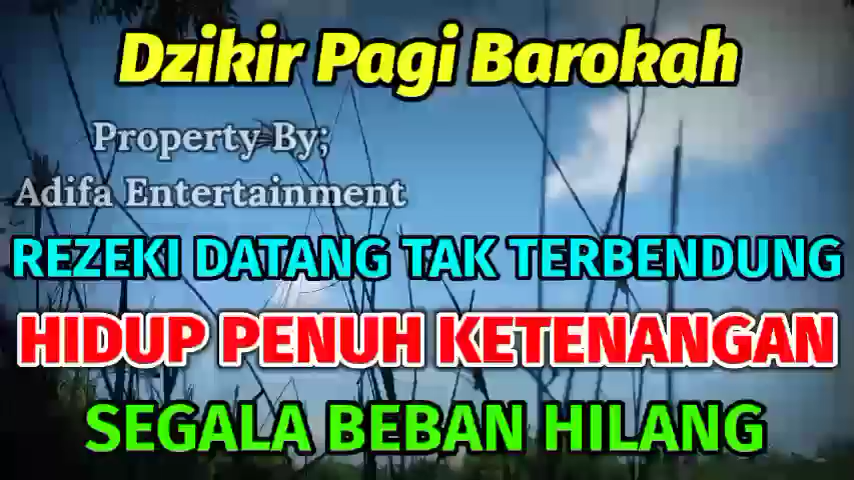 Dzikir Pagi Barokah
Property By;
Adifa Entertainment
REZEKI DATANG TAK TERBENDUNG
HIDUP PENUH KETENANGAN
SEGALA BEBAN HILANG